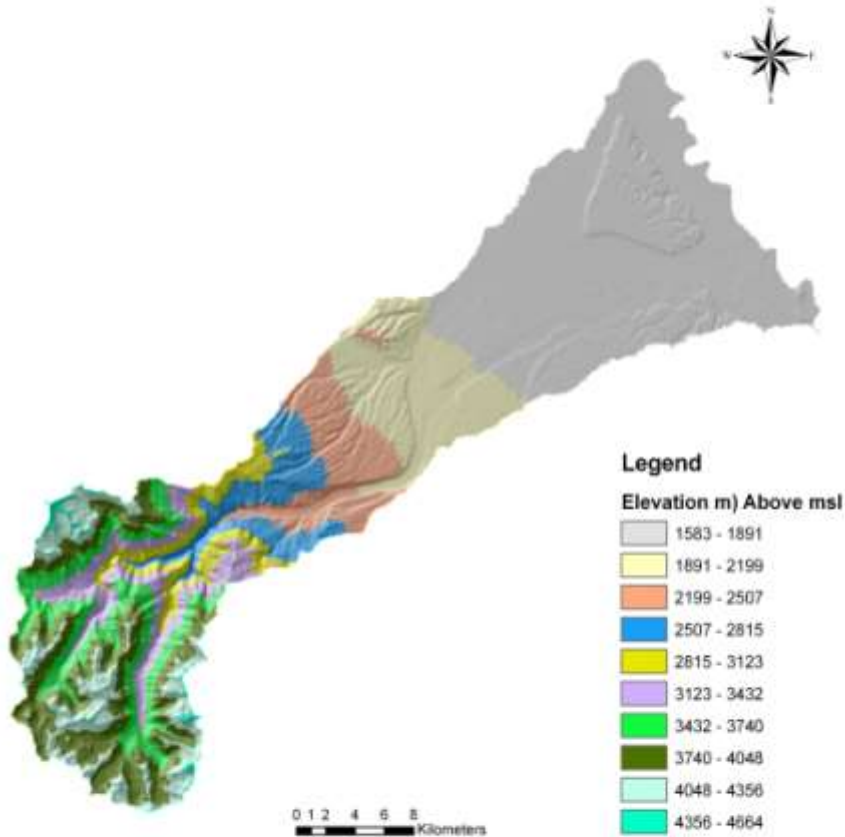 N
W E
S
Legend
Elevation m) Above msl
1583 - 1891
1891 - 2199
2199 - 2507
2507 - 2815
2815 - 3123
3123 - 3432
3432 - 3740
3740 - 4048
4048 - 4356
4356 - 4664
0 1 2 4 6 8
Kilometers